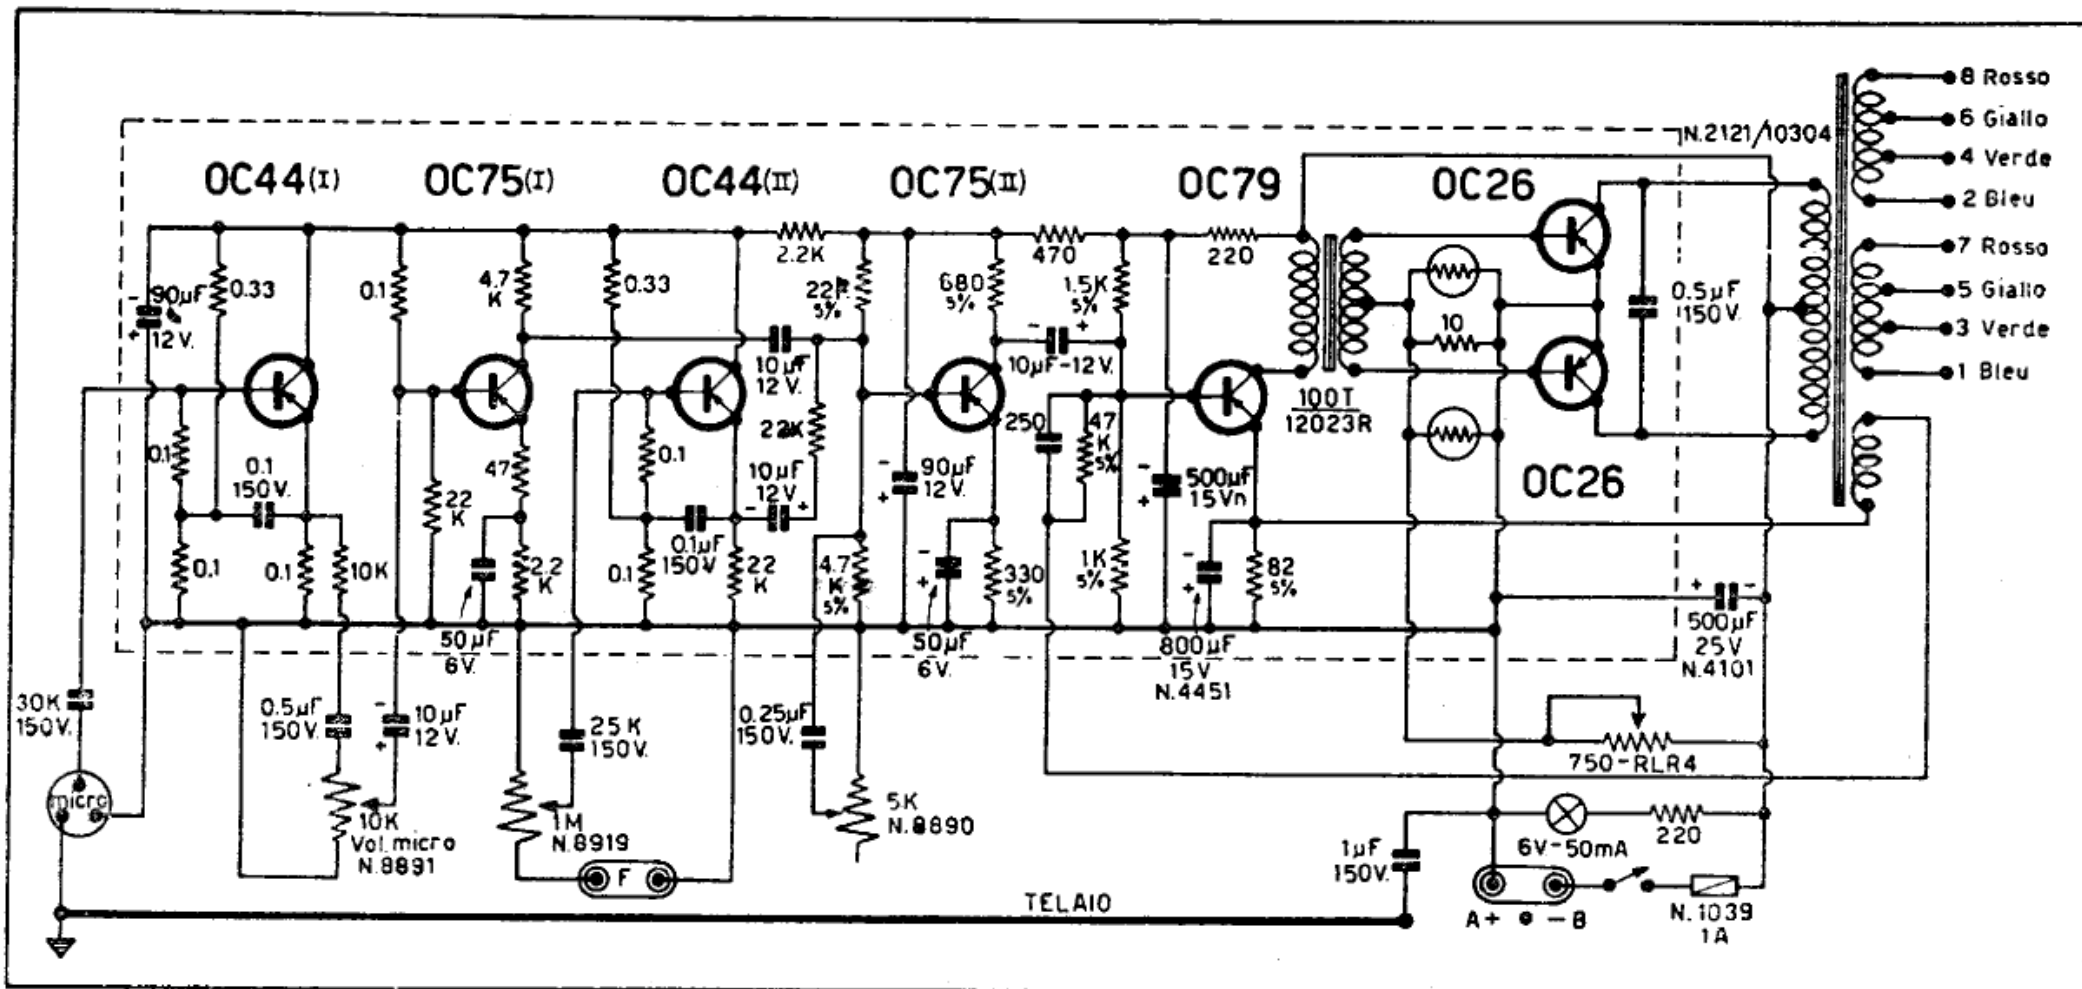 N.2121/10304
8 Rosso
6 Giallo
4 Verde
2 Bleu
7 Rosso
5 Giallo
3 Verde
1 Bleu
OC44(I)
OC75(I)
OC44(II)
OC75(II)
OC79
OC26
OC26
90µF
12V.
0.33
0.1
4.7
K
0.33
2.2K
5%
680
5%
470
1.5K
5%
220
10
0.5µF
150V.
10µF
12V.
10µF-12V.
100T
12023R
0.1
0.1
150V.
47
22
K
0.1
10µF
12V.
250
47
K
5%
90µF
12V.
500µF
15Vn
0.1
0.1
10K
2.2
K
0.1
0.1µF
150V
22
K
4.7
K
5%
330
5%
1K
5%
82
5%
50µF
6V.
50µF
6V.
800µF
15V
N.4451
500µF
25V
N.4101
30K
150V.
0.5µF
150V.
10µF
12V.
25K
150V.
0.25µF
150V.
750-RLR4
micro
10K
Vol.micro
N.8891
1M
N.8919
F
5K
N.8890
1µF
150V.
6V-50mA
220
TELAIO
A+ -B
N.1039
1A